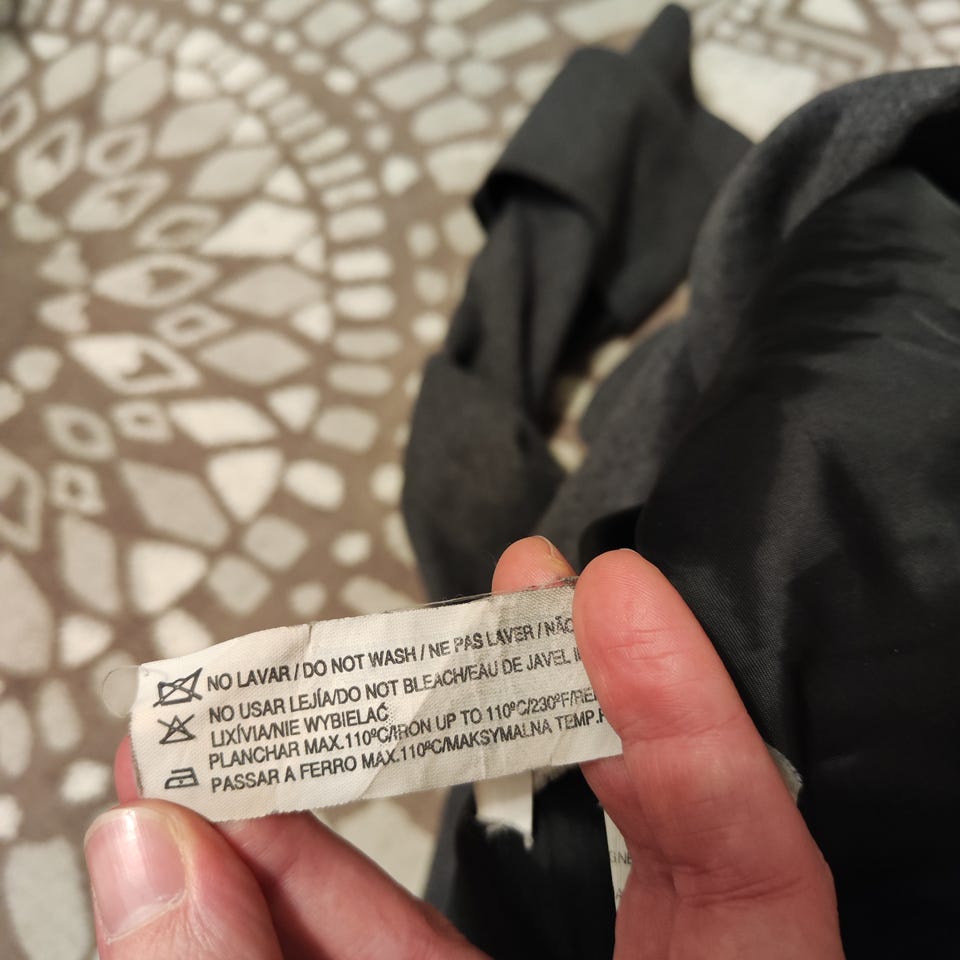 NO LAVAR / DO NOT WASH / NE PAS LAVER / NÃO
NO USAR LEJÍA/DO NOT BLEACH/EAU DE JAVEL
LIXÍVIA/NIE WYBIELAĆ
PLANCHAR MAX.110ºC/IRON UP TO 110ºC/230ºF/
PASSAR A FERRO MAX.110ºC/MAKSYMALNA TEMP.